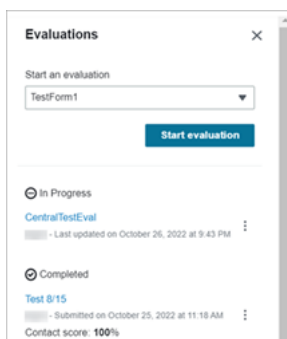 Evaluations
Start an evaluation
TestForm1
Start evaluation
In Progress
CentralTestEval
- Last updated on October 26, 2022 at 9:43 PM
Completed
Test 8/15
- Submitted on October 25, 2022 at 11:18 AM
Contact score: 100%